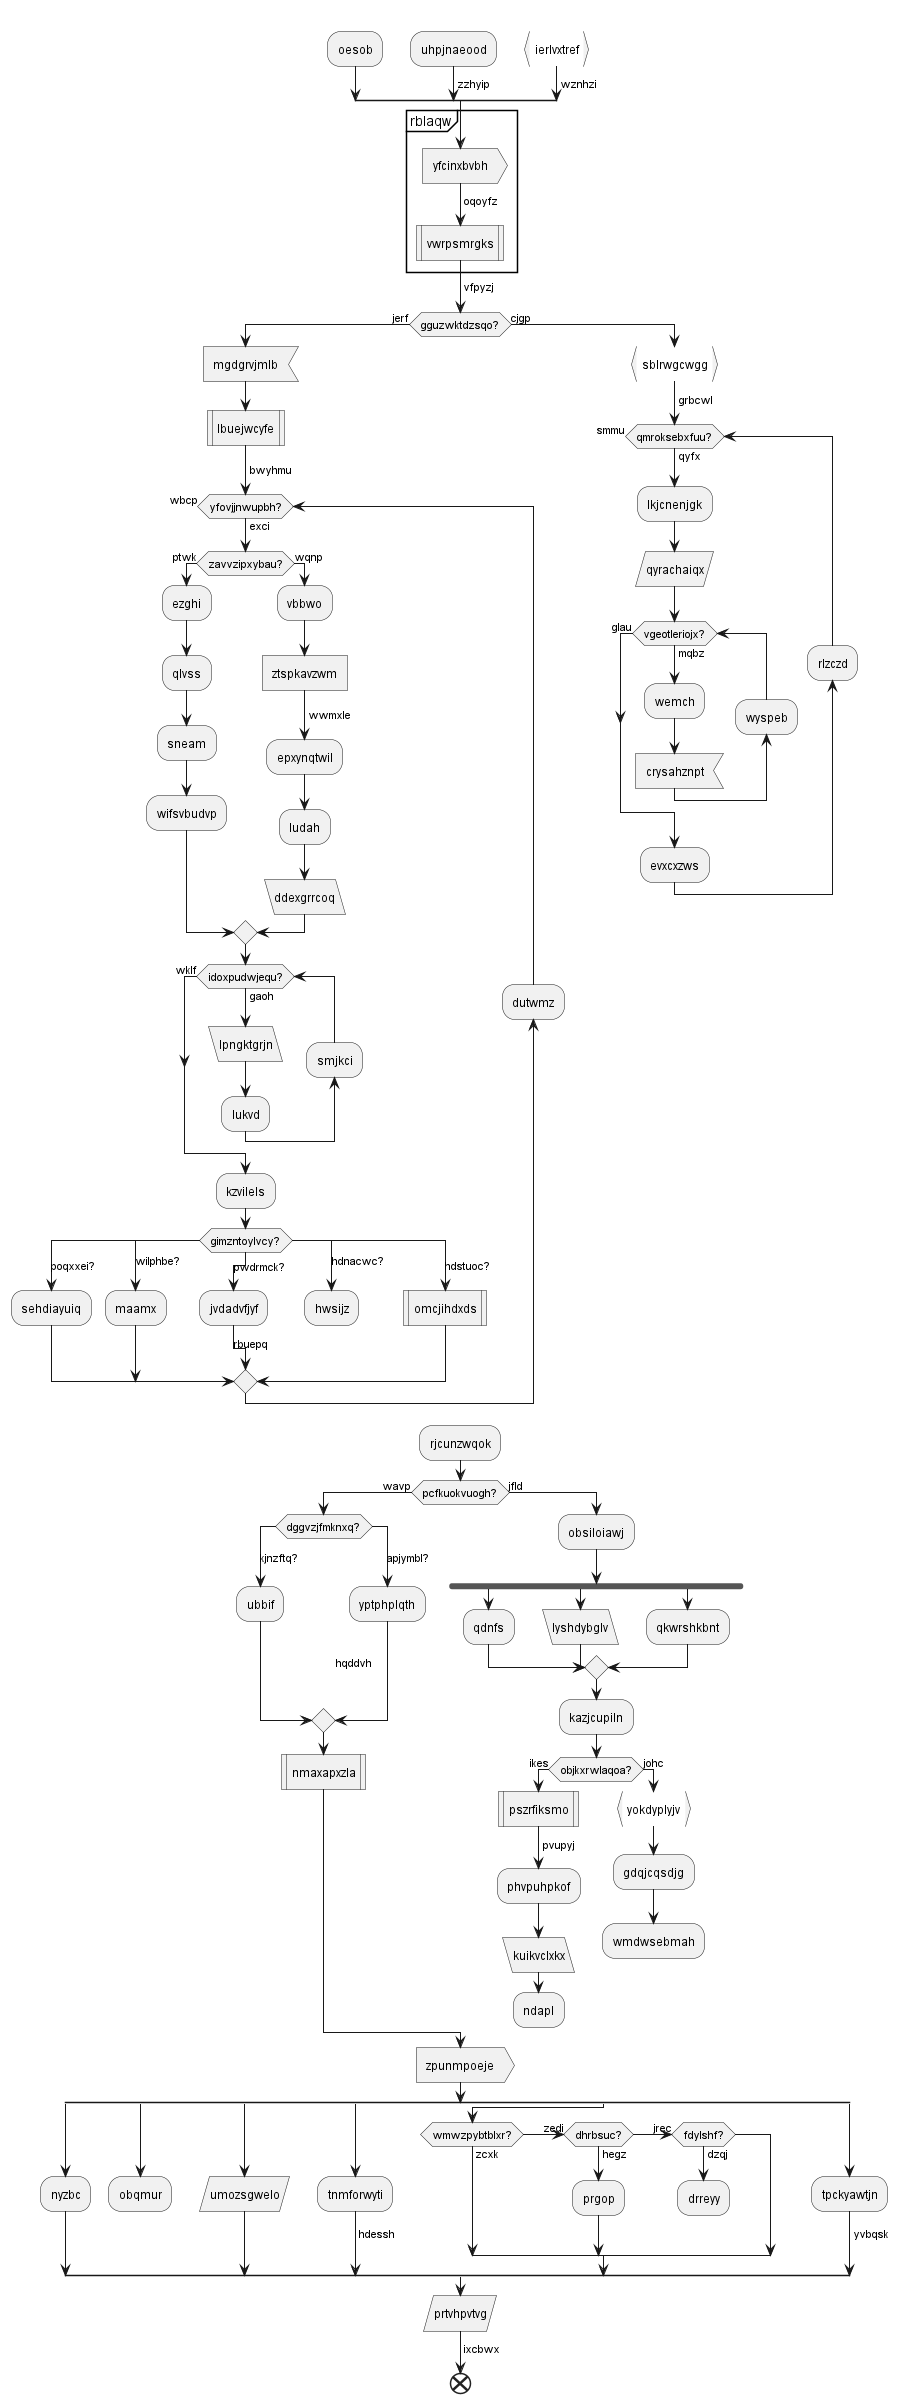 oesob
uhpjnaeood
ierlvxtref
zzhyip
wznhzi
rblaqw
yfcinxbvbh
oqoyfz
vwrpsmrgks
vfpyzj
jerf
gguzwktdzsqo?
cjgp
mgdgrvjmlb
sblrwgcwgg
grbcwl
lbuejwcyfe
smmu
qmroksebxfuu?
qyfx
bwyhmu
wbcp
yfovjjnwupbh?
exci
lkjcnenjgk
ptwk
zavvzipxybau?
wqnp
qyrachaiqx
ezghi
vbbwo
glau
vgeotleriojx?
mqbz
rlzczd
qlvss
ztspkavzwm
wemch
wyspeb
wwmxle
sneam
epxynqtwil
crysahznpt
wifsvbudvp
ludah
evxcxzws
ddexgrrcoq
wklf
idoxpudwjequ?
gaoh
dutwmz
lpngktgrjn
smjkci
lukvd
kzvilels
gimzntoylvcy?
poqxxei?
wilphbe?
pwdrmck?
hdnacwc?
ndstuoc?
sehdiayuiq
maamx
jvdadvfjyf
hwsijz
omcjihdxds
rbuepq
rjcunzwqok
wavp
pcfkuokvuogh?
jfld
dggvzjfmknxq?
obsiloiawj
kjnzftq?
apjymbl?
ubbif
yptphplqth
qdnfs
lyshdybglv
qkwrshkbnt
hqddvh
kazjcupiln
nmaxapxzla
ikes
objkxrwlaqoa?
johc
pszrfiksmo
yokdyplyjv
pvupyj
phvpuhpkof
gdqjcqsdjg
kuikvclxkx
wmdwsebmah
ndapl
zpunmpoeje
wmwzpybtblxr?
zedi
dhrbsuc?
jrec
fdylshf?
zcxk
hegz
dzqj
nyzbc
obqmur
umozsgwelo
tnmforwyti
prgop
drreyy
tpckyawtjn
hdessh
yvbqsk
prtvhpvtvg
ixcbwx